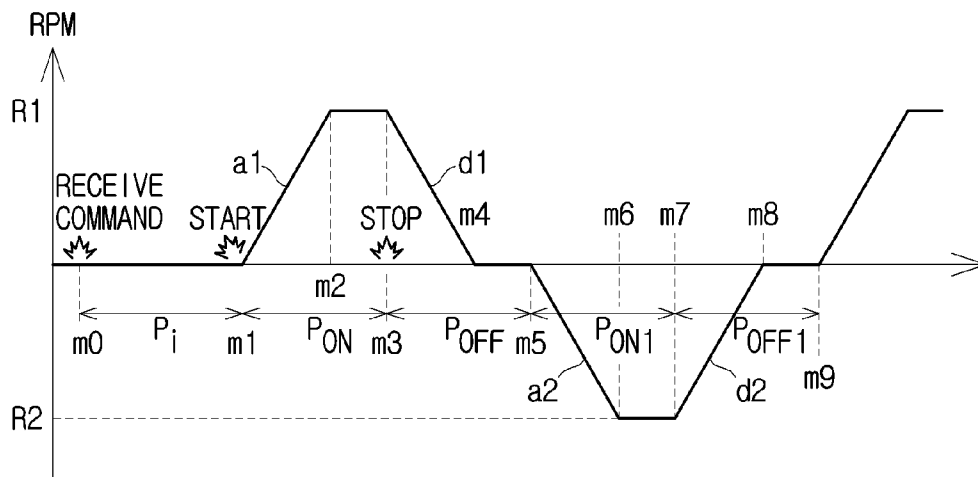 RPM
R1
a1
d1
RECEIVE
COMMAND
START
STOP
m4
m6
m7
m8
m2
m0
Pi
m1
PON
m3
POFF
m5
PON1
POFF1
m9
a2
d2
R2